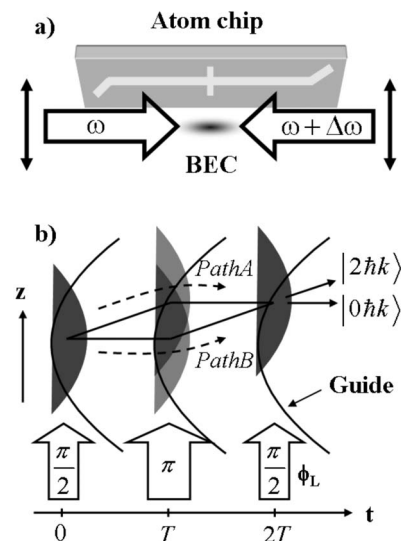 a)
Atom chip
ω
ω + Δω
BEC
b)
z
PathA
|2ħk⟩
|0ħk⟩
PathB
Guide
π/2
π
π/2
ϕL
t
0
T
2T